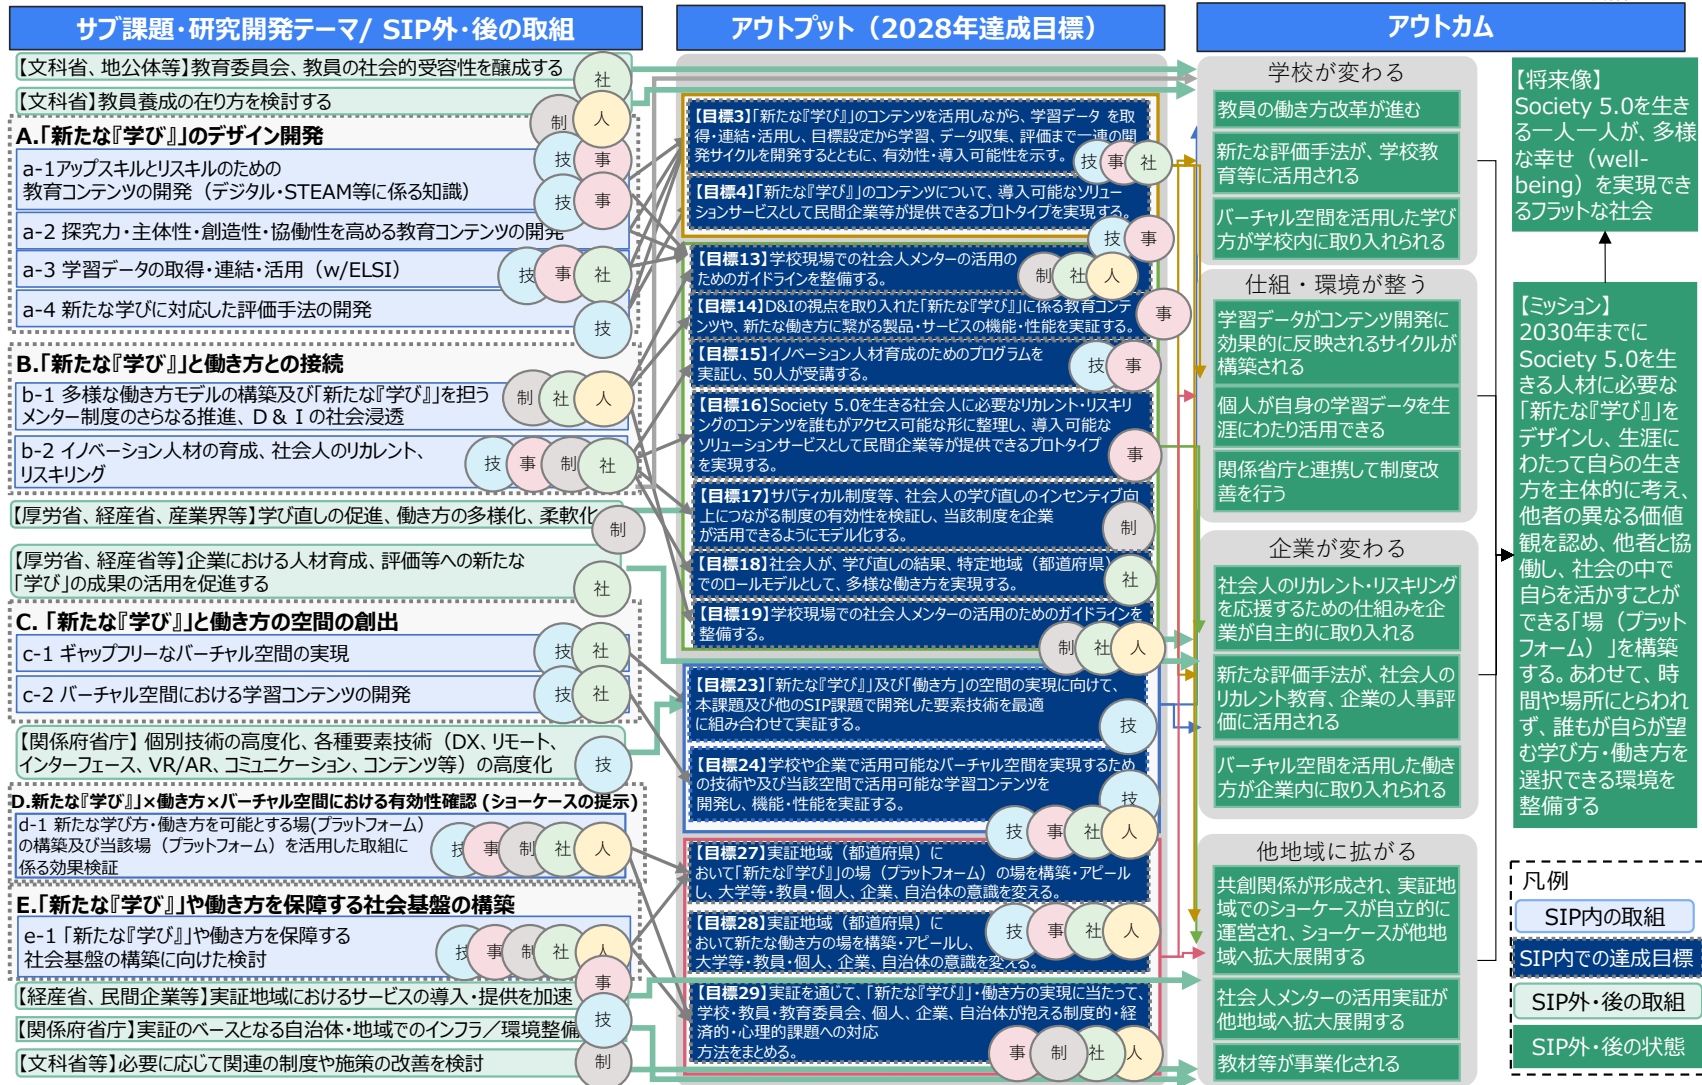 サブ課題・研究開発テーマ/ SIP外・後の取組
【文科省、地公体等】教育委員会、教員の社会的受容性を醸成する
社
【文科省】教員養成の在り方を検討する
制
人
A.「新たな『学び』」のデザイン開発
a-1アップスキルとリスキルのための
教育コンテンツの開発（デジタル・STEAM等に係る知識）
技
事
a-2 探究力・主体性・創造性・協働性を高める教育コンテンツの開発
技
事
a-3 学習データの取得・連結・活用（w/ELSI）
技
事
社
a-4 新たな学びに対応した評価手法の開発
技
B.「新たな『学び』」と働き方との接続
b-1 多様な働き方モデルの構築及び「新たな『学び』」を担う
メンター制度のさらなる推進、D & I の社会浸透
制
社
人
b-2 イノベーション人材の育成、社会人のリカレント、
リスキリング
技
事
制
社
【厚労省、経産省、産業界等】学び直しの促進、働き方の多様化、柔軟化
制
【厚労省、経産省等】企業における人材育成、評価等への新たな
「学び」の成果の活用を促進する
社
C. 「新たな『学び』」と働き方の空間の創出
c-1 ギャップフリーなバーチャル空間の実現
技
社
c-2 バーチャル空間における学習コンテンツの開発
技
社
【関係府省庁】 個別技術の高度化、各種要素技術（DX、リモート、
インターフェース、VR/AR、コミュニケーション、コンテンツ等）の高度化
技
D.新たな『学び』」×働き方×バーチャル空間における有効性確認 (ショーケースの提示)
d-1 新たな学び方・働き方を可能とする場(プラットフォーム）
の構築及び当該場（プラットフォーム）を活用した取組に
係る効果検証
技
事
制
社
人
E.「新たな『学び』」や働き方を保障する社会基盤の構築
e-1 「新たな『学び』」や働き方を保障する
社会基盤の構築に向けた検討
技
事
制
社
人
【経産省、民間企業等】実証地域におけるサービスの導入・提供を加速
事
【関係府省庁】実証のベースとなる自治体・地域でのインフラ／環境整備
技
【文科省等】必要に応じて関連の制度や施策の改善を検討
制
アウトプット（2028年達成目標）
【目標3】「新たな『学び』」のコンテンツを活用しながら、学習データ を取
得・連結・活用し、目標設定から学習、データ収集、評価まで一連の開
発サイクルを開発するとともに、有効性・導入可能性を示す。
技
事
社
【目標4】「新たな『学び』」のコンテンツについて、導入可能なソリュー
ションサービスとして民間企業等が提供できるプロトタイプを実現する。
技
事
【目標13】学校現場での社会人メンターの活用の
ためのガイドラインを整備する。
制
社
人
【目標14】D&Iの視点を取り入れた「新たな『学び』」に係る教育コンテ
ンツや、新たな働き方に繋がる製品・サービスの機能・性能を実証する。
事
【目標15】イノベーション人材育成のためのプログラムを
実証し、50人が受講する。
技
事
【目標16】Society 5.0を生きる社会人に必要なリカレント・リスキリ
ングのコンテンツを誰もがアクセス可能な形に整理し、導入可能な
ソリューションサービスとして民間企業等が提供できるプロトタイプ
を実現する。
事
【目標17】サバティカル制度等、社会人の学び直しのインセンティブ向
上につながる制度の有効性を検証し、当該制度を企業
が活用できるようにモデル化する。
制
【目標18】社会人が、学び直しの結果、特定地域（都道府県）
でのロールモデルとして、多様な働き方を実現する。
社
【目標19】学校現場での社会人メンターの活用のためのガイドラインを
整備する。
制
社
人
【目標23】「新たな『学び』」及び「働き方」の空間の実現に向けて、
本課題及び他のSIP課題で開発した要素技術を最適
に組み合わせて実証する。
技
【目標24】学校や企業で活用可能なバーチャル空間を実現するため
の技術や及び当該空間で活用可能な学習コンテンツを
開発し、機能・性能を実証する。
技
技
事
社
人
【目標27】実証地域（都道府県）に
おいて「新たな『学び』」の場（プラットフォーム）の場を構築・アピール
し、大学等・教員・個人、企業、自治体の意識を変える。
【目標28】実証地域（都道府県）に
おいて新たな働き方の場を構築・アピールし、
大学等・教員・個人、企業、自治体の意識を変える。
技
事
社
人
【目標29】実証を通じて、「新たな『学び』」・働き方の実現に当たって、
学校・教員・教育委員会、個人、企業、自治体が抱える制度的・経
済的・心理的課題への対応
方法をまとめる。
事
制
社
人
アウトカム
学校が変わる
教員の働き方改革が進む
新たな評価手法が、学校教
育等に活用される
バーチャル空間を活用した学び
方が学校内に取り入れられる
仕組・環境が整う
学習データがコンテンツ開発に
効果的に反映されるサイクルが
構築される
個人が自身の学習データを生
涯にわたり活用できる
関係省庁と連携して制度改
善を行う
企業が変わる
社会人のリカレント・リスキリング
を応援するための仕組みを企
業が自主的に取り入れる
新たな評価手法が、社会人の
リカレント教育、企業の人事評
価に活用される
バーチャル空間を活用した働き
方が企業内に取り入れられる
他地域に拡がる
共創関係が形成され、実証地
域でのショーケースが自立的に
運営され、ショーケースが他地
域へ拡大展開する
社会人メンターの活用実証が
他地域へ拡大展開する
教材等が事業化される
【将来像】
Society 5.0を生き
る一人一人が、多様
な幸せ（well-
being）を実現でき
るフラットな社会
【ミッション】
2030年までに
Society 5.0を生
きる人材に必要な
「新たな『学び』」を
デザインし、生涯に
わたって自らの生き
方を主体的に考え、
他者の異なる価値
観を認め、他者と協
働し、社会の中で
自らを活かすことが
できる「場（プラット
フォーム）」を構築
する。あわせて、時
間や場所にとらわれ
ず、誰もが自らが望
む学び方・働き方を
選択できる環境を
整備する
凡例
SIP内の取組
SIP内での達成目標
SIP外・後の取組
SIP外・後の状態